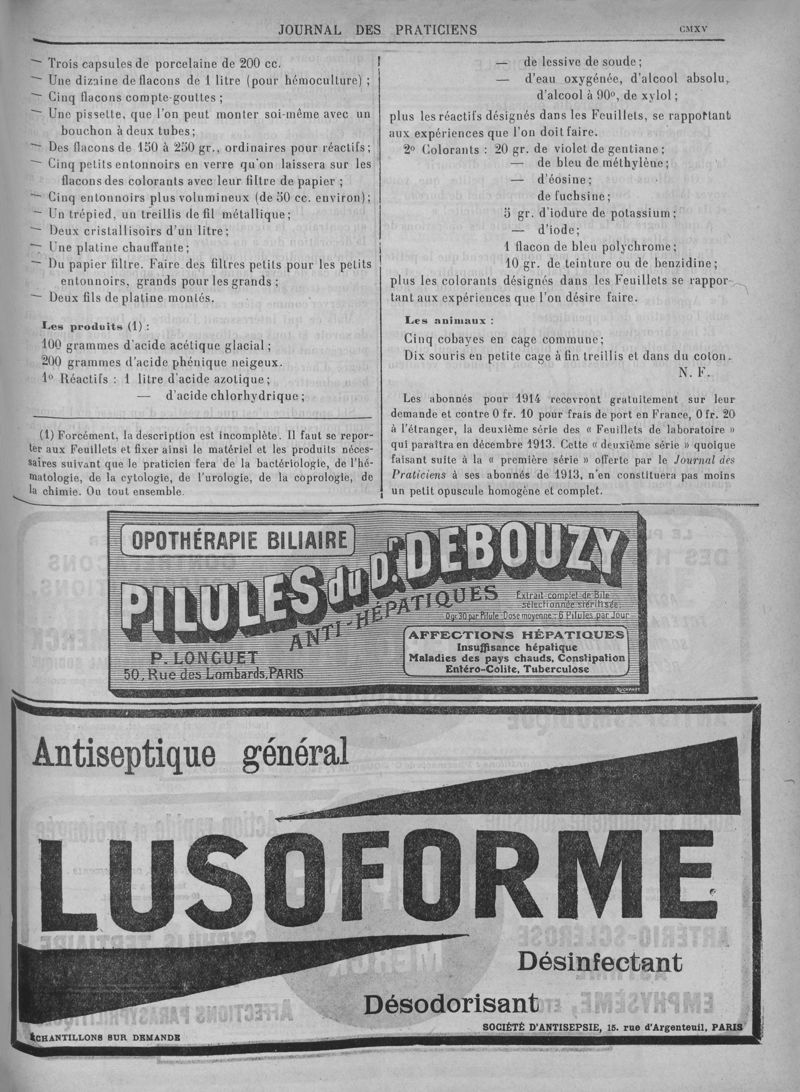 JOURNAL DES PRATICIENS
CMXV
— Trois capsules de porcelaine de 200 cc.
— Une dizaine de flacons de 1 litre (pour hémoculture) ;
— Cinq flacons compte-gouttes ;
— Une pissette, que l'on peut monter soi-même avec un
bouchon à deux tubes;
— Des flacons de 150 à 250 gr., ordinaires pour réactifs;
— Cinq petits entonnoirs en verre qu'on laissera sur les
flacons des colorants avec leur filtre de papier ;
— Cinq entonnoirs plus volumineux (de 50 cc. environ);
— Un trépied, un treillis de fil métallique;
— Deux cristallisoirs d'un litre;
— Une platine chauffante;
— Du papier filtre. Faire des filtres petits pour les petits
entonnoirs, grands pour les grands ;
— Deux fils de platine montés.
Les produits (1) :
100 grammes d'acide acétique glacial ;
200 grammes d'acide phénique neigeux.
1º Réactifs : 1 litre d'acide azotique;
— d'acide chlorhydrique ;
(1) Forcément, la description est incomplète. Il faut se repor-
ter aux Feuillets et fixer ainsi le matériel et les produits néces-
saires suivant que le praticien fera de la bactériologie, de l'hé-
matologie, de la cytologie, de l'urologie, de la coprologie, de
la chimie. Ou tout ensemble.
— de lessive de soude;
— d'eau oxygénée, d'alcool absolu,
d'alcool à 90º, de xylol ;
plus les réactifs désignés dans les Feuillets, se rapportant
aux expériences que l'on doit faire.
2º Colorants : 20 gr. de violet de gentiane;
— de bleu de méthylène;
— d'éosine;
de fuchsine;
5 gr. d'iodure de potassium;
— d'iode;
1 flacon de bleu polychrome;
10 gr. de teinture ou de benzidine;
plus les colorants désignés dans les Feuillets se rappor-
tant aux expériences que l'on désire faire.
Les animaux :
Cinq cobayes en cage commune;
Dix souris en petite cage à fin treillis et dans du coton.
N. F.
Les abonnés pour 1914 recevront gratuitement sur leur
demande et contre 0 fr. 10 pour frais de port en France, 0 fr. 20
à l'étranger, la deuxième série des « Feuillets de laboratoire »
qui paraîtra en décembre 1913. Cette « deuxième série » quoique
faisant suite à la « première série » offerte par le Journal des
Praticiens à ses abonnés de 1913, n'en constituera pas moins
un petit opuscule homogène et complet.
OPOTHÉRAPIE BILIAIRE
PILULES du Dr. DEBOUZY
ANTI-HÉPATIQUES
Extrait complet de Bile
sélectionnée stérilisée.
0gr.30 par Pilule. Dose moyenne - 6 Pilules par Jour
AFFECTIONS HÉPATIQUES
Insuffisance hépatique
Maladies des pays chauds, Constipation
Entéro-Colite, Tuberculose
P. LONGUET
50, Rue des Lombards, PARIS
Antiseptique général
LUSOFORME
Désinfectant
Désodorisant
SOCIÉTÉ D'ANTISEPSIE, 15, rue d'Argenteuil, PARIS
ÉCHANTILLONS SUR DEMANDE